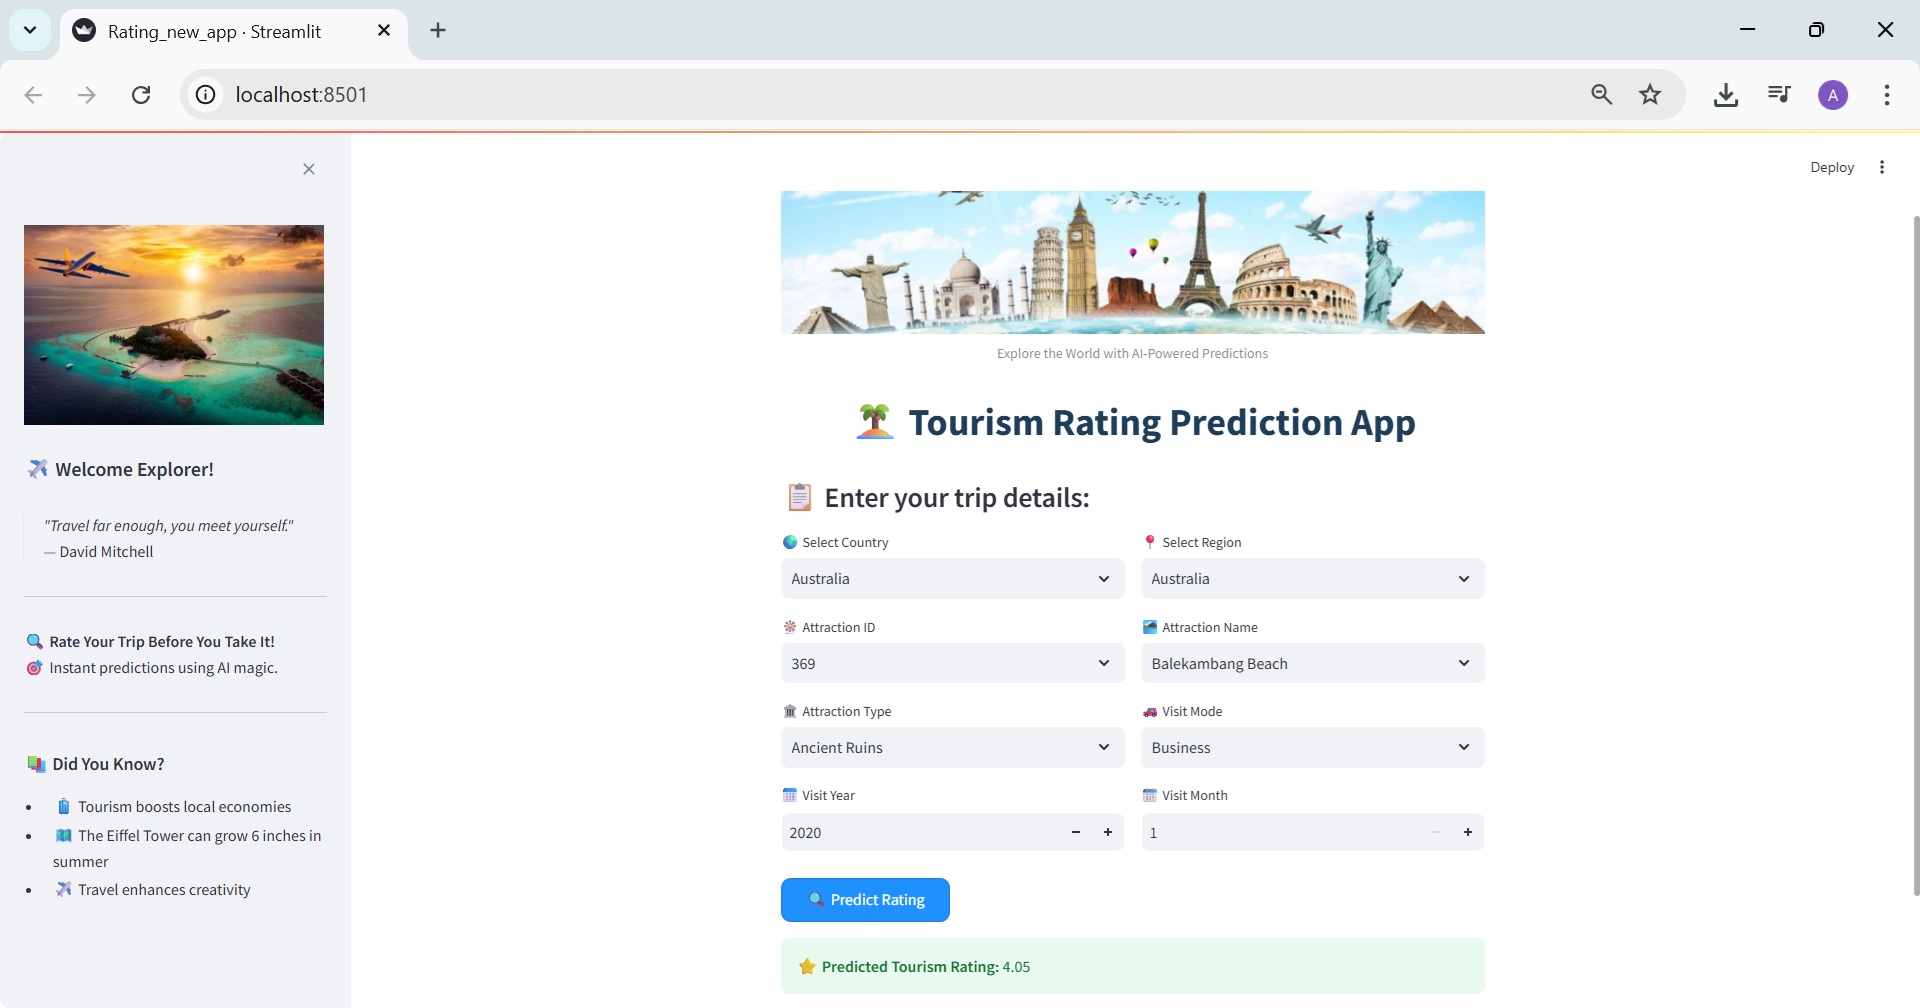 Rating_new_app · Streamlit
localhost:8501
A
Deploy
Explore the World with AI-Powered Predictions
🏝️ Tourism Rating Prediction App
✈️ Welcome Explorer!
"Travel far enough, you meet yourself."
— David Mitchell
🔍 Rate Your Trip Before You Take It!
🎯 Instant predictions using AI magic.
📚 Did You Know?
• 🧳 Tourism boosts local economies
• 🗺️ The Eiffel Tower can grow 6 inches in
summer
• ✈️ Travel enhances creativity
📋 Enter your trip details:
🌍 Select Country
📍 Select Region
Australia
Australia
🎡 Attraction ID
🏞️ Attraction Name
369
Balekambang Beach
🏛️ Attraction Type
🚗 Visit Mode
Ancient Ruins
Business
📅 Visit Year
📅 Visit Month
2020
1
🔍 Predict Rating
⭐ Predicted Tourism Rating: 4.05